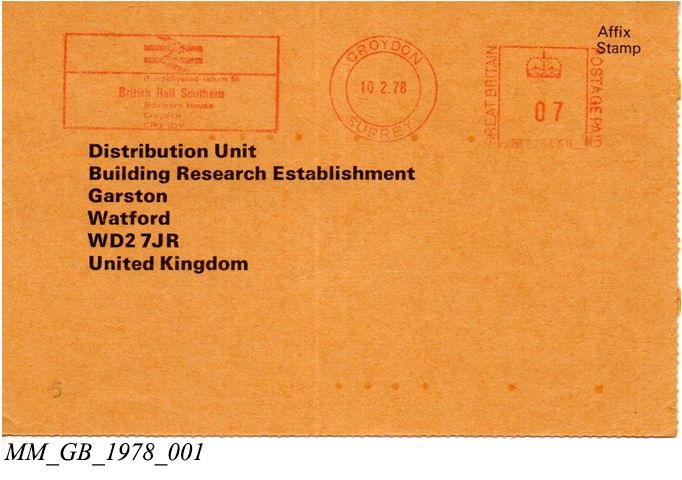 Affix
Stamp
Undelivered return to
British Rail Southern
Southern House
Croydon
CROYDON
10.2.78
SURREY
GREAT BRITAIN
07
POSTAGE PAID
Distribution Unit
Building Research Establishment
Garston
Watford
WD2 7JR
United Kingdom
5
MM_GB_1978_001